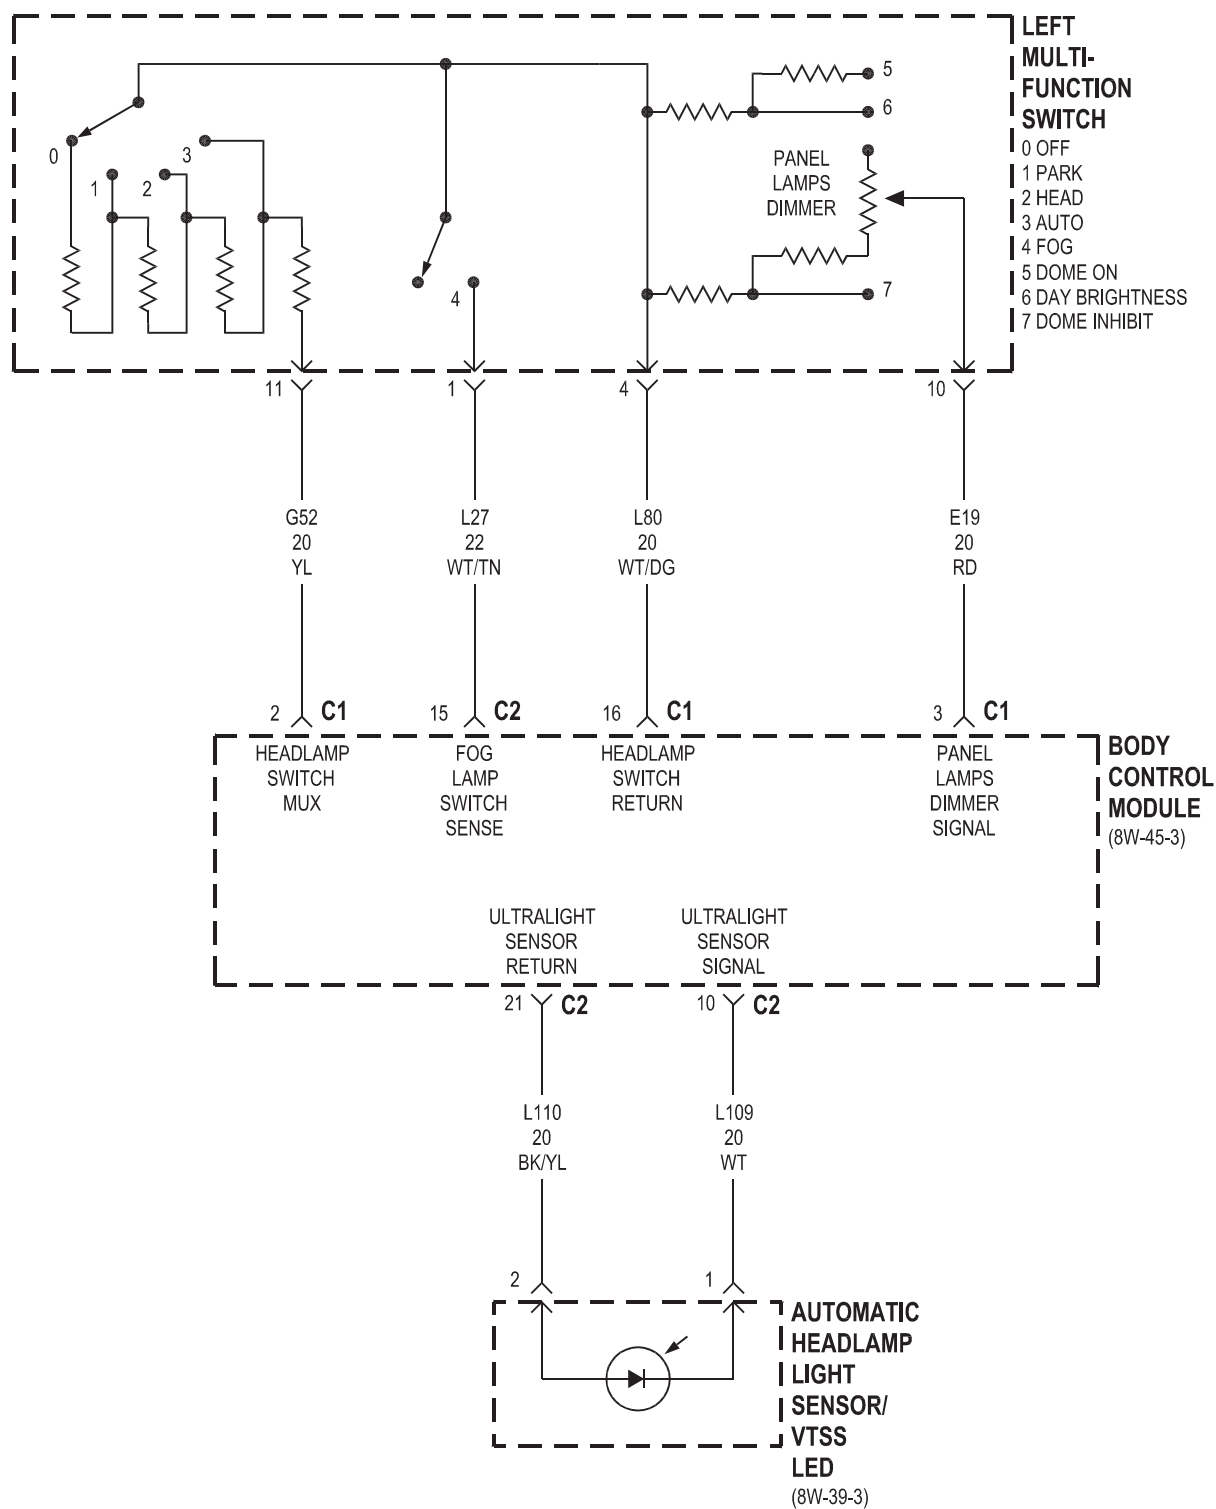 LEFT
MULTI-
FUNCTION
SWITCH
0 OFF
1 PARK
2 HEAD
3 AUTO
4 FOG
5 DOME ON
6 DAY BRIGHTNESS
7 DOME INHIBIT
5
6
0
3
1
2
PANEL
LAMPS
DIMMER
4
7
11
1
4
10
G52
20
YL
L27
22
WT/TN
L80
20
WT/DG
E19
20
RD
2 C1
15 C2
16 C1
3 C1
HEADLAMP
SWITCH
MUX
FOG
LAMP
SWITCH
SENSE
HEADLAMP
SWITCH
RETURN
PANEL
LAMPS
DIMMER
SIGNAL
BODY
CONTROL
MODULE
(8W-45-3)
ULTRALIGHT
SENSOR
RETURN
ULTRALIGHT
SENSOR
SIGNAL
21 C2
10 C2
L110
20
BK/YL
L109
20
WT
2
1
AUTOMATIC
HEADLAMP
LIGHT
SENSOR/
VTSS
LED
(8W-39-3)